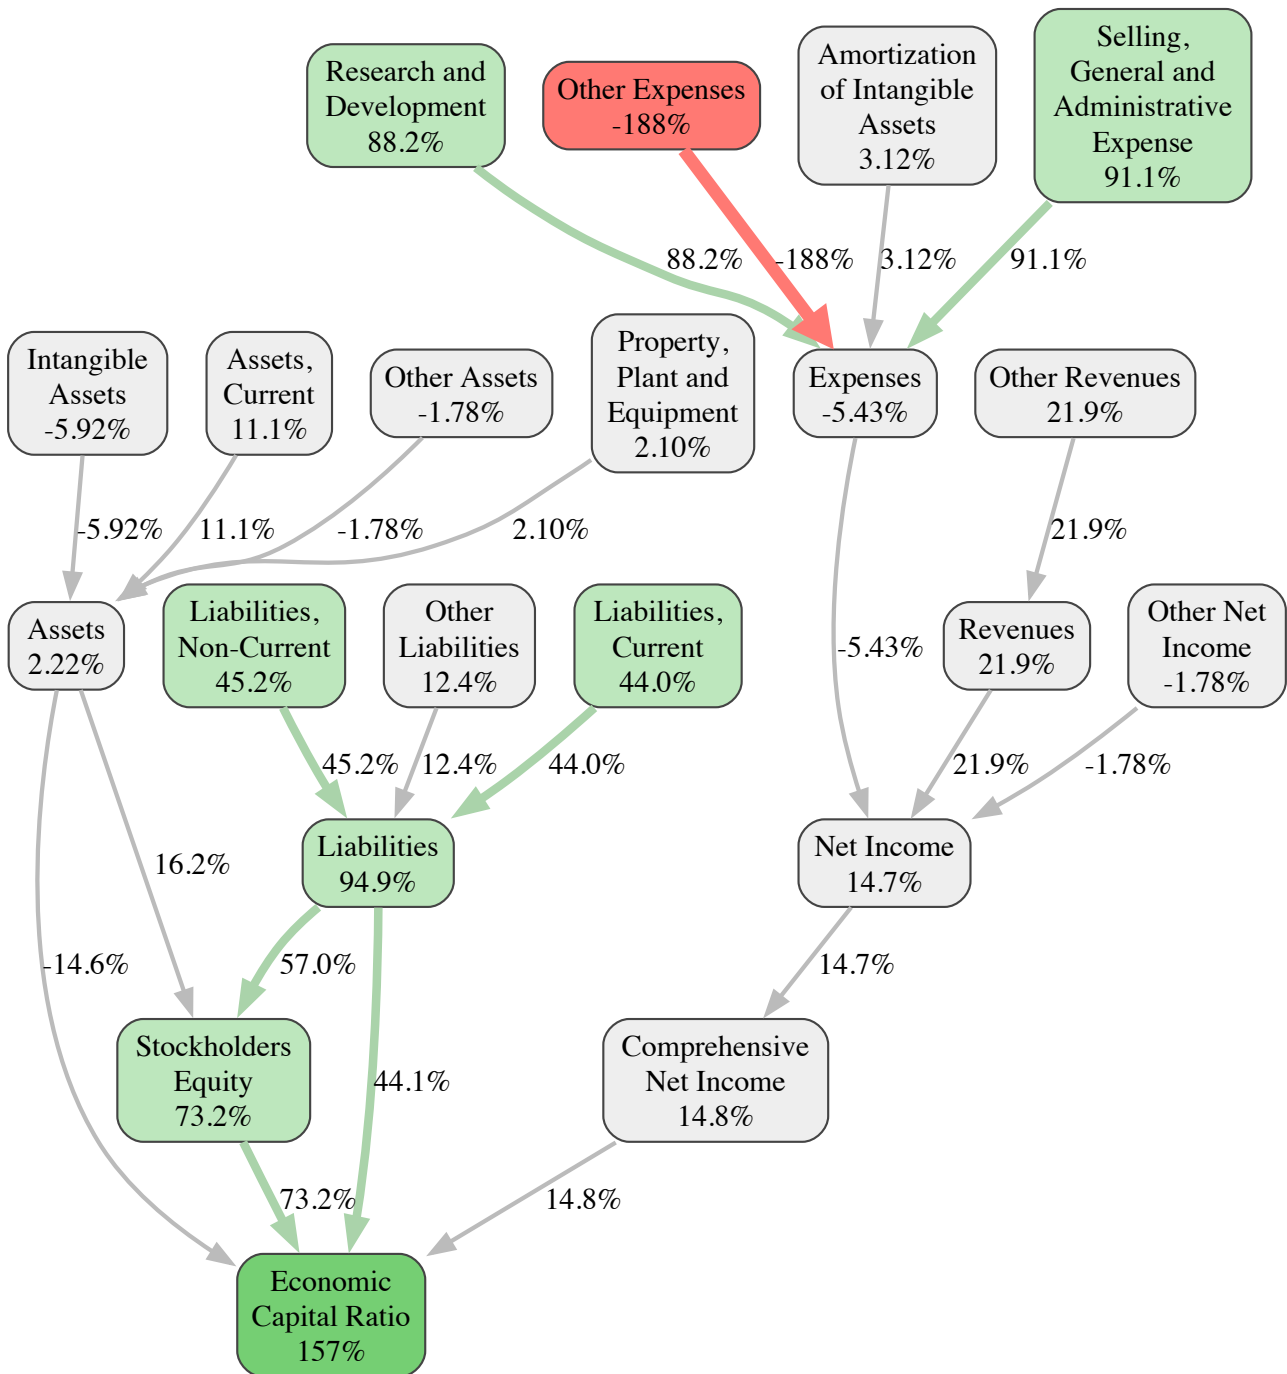 Research and
Development
88.2%
Other Expenses
-188%
Amortization
of Intangible
Assets
3.12%
Selling,
General and
Administrative
Expense
91.1%
88.2%
-188%
3.12%
91.1%
Intangible
Assets
-5.92%
Assets,
Current
11.1%
Other Assets
-1.78%
Property,
Plant and
Equipment
2.10%
Expenses
-5.43%
Other Revenues
21.9%
-5.92%
11.1%
-1.78%
2.10%
21.9%
Assets
2.22%
Liabilities,
Non-Current
45.2%
Other
Liabilities
12.4%
Liabilities,
Current
44.0%
-5.43%
Revenues
21.9%
Other Net
Income
-1.78%
45.2%
12.4%
44.0%
21.9%
-1.78%
16.2%
Liabilities
94.9%
Net Income
14.7%
-14.6%
57.0%
14.7%
Stockholders
Equity
73.2%
44.1%
Comprehensive
Net Income
14.8%
73.2%
14.8%
Economic
Capital Ratio
157%